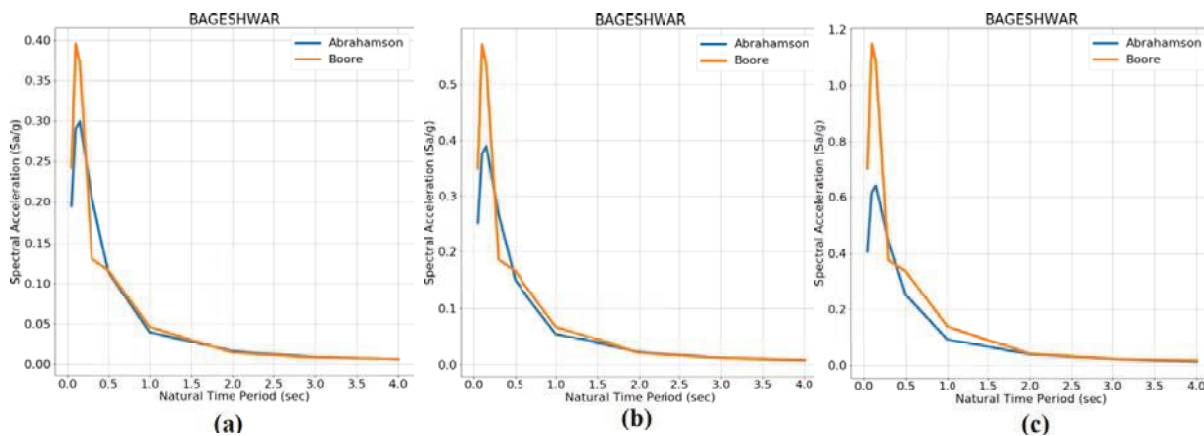 BAGESHWAR
Abrahamson
Boore
Spectral Acceleration (Sa/g)
0.40
0.35
0.30
0.25
0.20
0.15
0.10
0.05
0.00
0.0 0.5 1.0 1.5 2.0 2.5 3.0 3.5 4.0
Natural Time Period (sec)
(a)
BAGESHWAR
Abrahamson
Boore
Spectral Acceleration (Sa/g)
0.5
0.4
0.3
0.2
0.1
0.0
0.0 0.5 1.0 1.5 2.0 2.5 3.0 3.5 4.0
Natural Time Period (sec)
(b)
BAGESHWAR
Abrahamson
Boore
Spectral Acceleration (Sa/g)
1.2
1.0
0.8
0.6
0.4
0.2
0.0
0.0 0.5 1.0 1.5 2.0 2.5 3.0 3.5 4.0
Natural Time Period (sec)
(c)